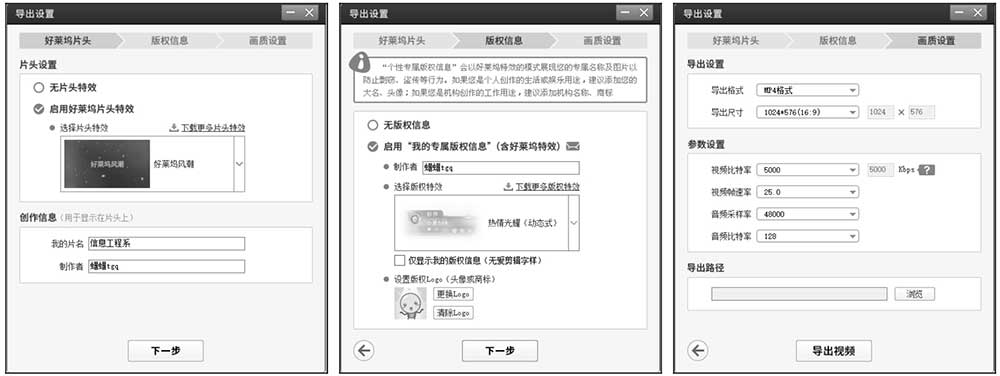 导出设置
好莱坞片头
版权信息
画质设置
片头设置
无片头特效
启用好莱坞片头特效
选择片头特效
下载更多片头特效
好莱坞风潮
好莱坞风潮
创作信息(用于显示在片头上)
我的片名
信息工程系
制作者
蝈蝈tgq
下一步
导出设置
好莱坞片头
版权信息
画质设置
“个性专属版权信息”会以好莱坞特效的模式展现您的专属名称及图片以
防止剽窃、盗传等行为。如果您是个人创作的生活或娱乐用途,建议添加您的
大名、头像;如果您是机构创作的工作用途,建议添加机构名称、商标
无版权信息
启用“我的专属版权信息”(含好莱坞特效)
制作者
蝈蝈tgq
选择版权特效
下载更多版权特效
热情光耀(动态式)
仅显示我的版权信息(无爱剪辑字样)
设置版权Logo(头像或商标)
更换Logo
清除Logo
下一步
导出设置
好莱坞片头
版权信息
画质设置
导出设置
导出格式
MP4格式
导出尺寸
1024*576(16:9)
1024
×
576
参数设置
视频比特率
5000
5000
Kbps
?
视频帧速率
25.0
音频采样率
48000
音频比特率
128
导出路径
浏览
导出视频